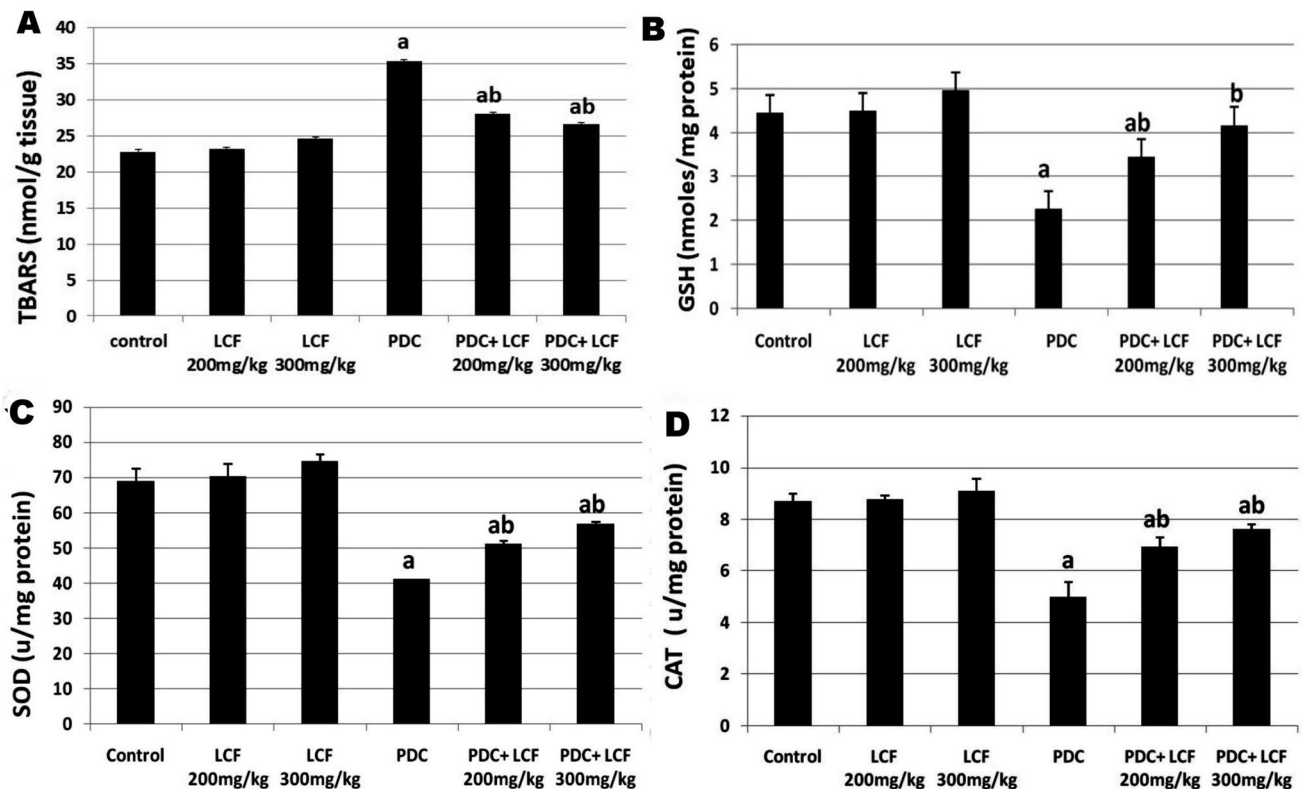 A
TBARS (nmol/g tissue)
40
35
30
25
20
15
10
5
0
a
ab
ab
control
LCF
200mg/kg
LCF
300mg/kg
PDC
PDC+ LCF
200mg/kg
PDC+ LCF
300mg/kg
B
GSH (nmoles/mg protein)
6
5
4
3
2
1
0
a
ab
b
Control
LCF
200mg/kg
LCF
300mg/kg
PDC
PDC+ LCF
200mg/kg
PDC+ LCF
300mg/kg
C
SOD (u/mg protein)
90
80
70
60
50
40
30
20
10
0
a
ab
ab
Control
LCF
200mg/kg
LCF
300mg/kg
PDC
PDC+ LCF
200mg/kg
PDC+ LCF
300mg/kg
D
CAT ( u/mg protein)
12
10
8
6
4
2
0
a
ab
ab
Control
LCF
200mg/kg
LCF
300mg/kg
PDC
PDC+ LCF
200mg/kg
PDC+ LCF
300mg/kg